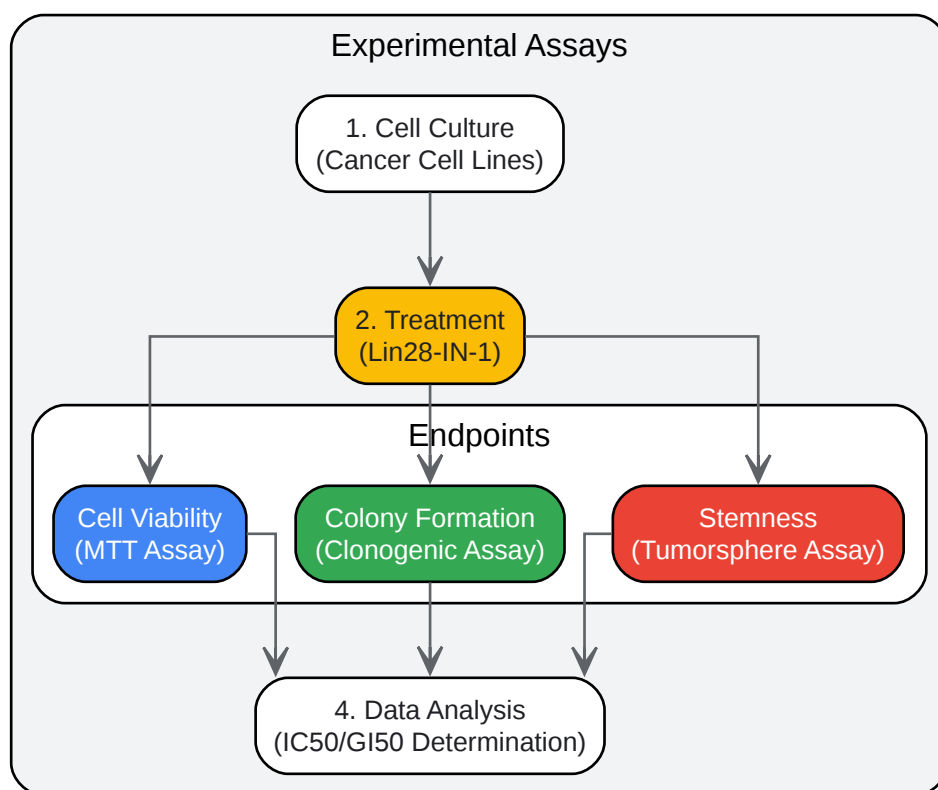 Experimental Assays
1. Cell Culture
(Cancer Cell Lines)
2. Treatment
(Lin28-IN-1)
Endpoints
Cell Viability
(MTT Assay)
Colony Formation
(Clonogenic Assay)
Stemness
(Tumorsphere Assay)
4. Data Analysis
(IC50/GI50 Determination)